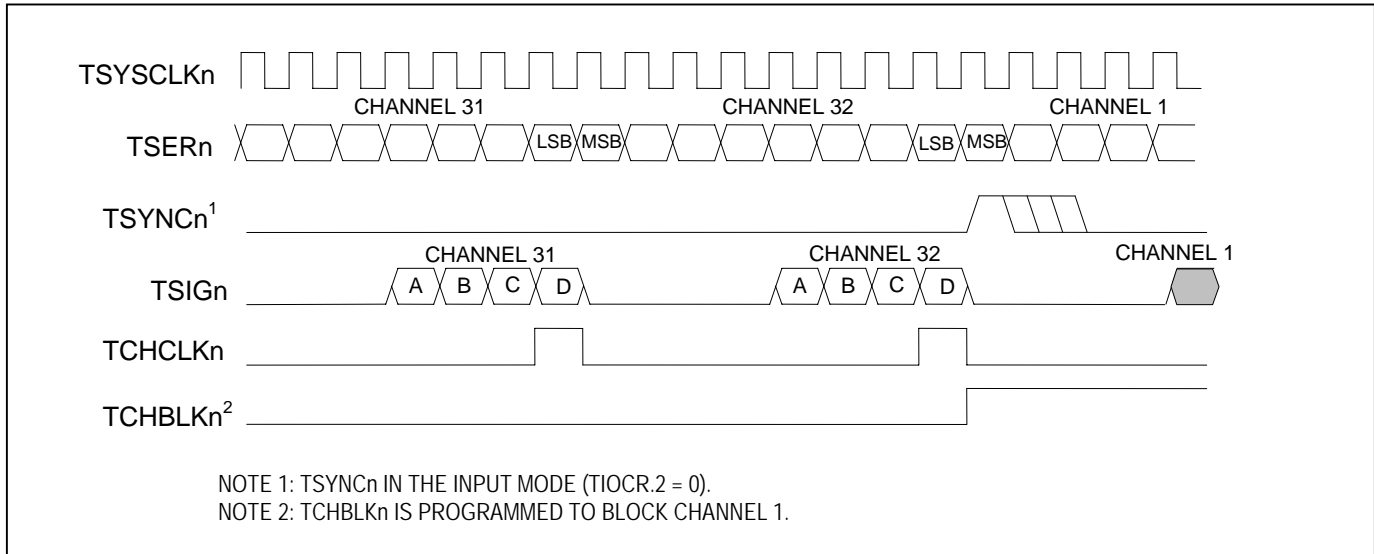 TSYSCLKn
CHANNEL 31 CHANNEL 32 CHANNEL 1
TSERn LSB MSB LSB MSB
TSYNCn¹
CHANNEL 31 CHANNEL 32 CHANNEL 1
TSIGn A B C D A B C D
TCHCLKn
TCHBLKn²
NOTE 1: TSYNCn IN THE INPUT MODE (TIOCR.2 = 0).
NOTE 2: TCHBLKn IS PROGRAMMED TO BLOCK CHANNEL 1.